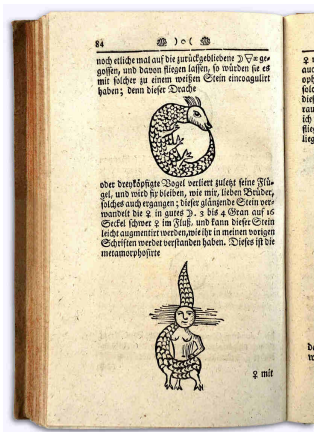 84 ☽○☾
noch etliche mal auf die zurückgebliebene ☽ ▽ ge-
gossen, und davon fliegen lassen, so würden sie es
mit solcher zu einem weißen Stein eincoagulirt
haben; denn dieser Drache
oder dreyköpfigte Vogel verliert zuletzt seine Flü-
gel, und wird fix bleiben, wie mir, lieben Brüder,
solches auch ergangen; dieser glänzende Stein ver-
wandelt die ♀ in gutes ☽. 3 bis 4 Gran auf 16
Seckel schwer ♀ im Fluß, und kann dieser Stein
leicht augmentirt werden, wie ihr in meinen vorigen
Schriften werdet verstanden haben. Dieses ist die
metamorphosirte
♀ mit